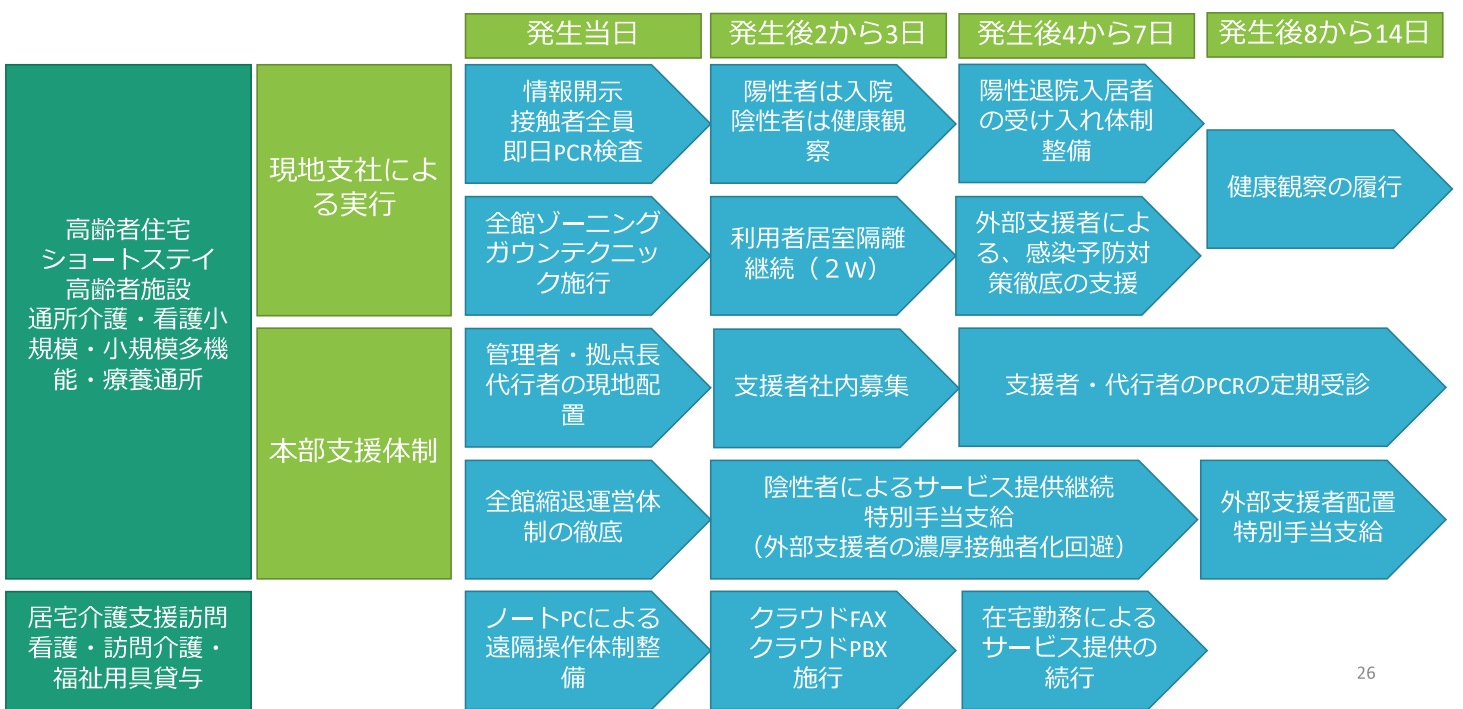 発生当日
発生後2から3日
発生後4から7日
発生後8から14日
高齢者住宅
ショートステイ
高齢者施設
通所介護・看護小
規模・小規模多機
能・療養通所
現地支社によ
る実行
情報開示
接触者全員
即日PCR検査
陽性者は入院
陰性者は健康観
察
陽性退院入居者
の受け入れ体制
整備
健康観察の履行
全館ゾーニング
ガウンテクニッ
ク施行
利用者居室隔離
継続（２W）
外部支援者によ
る、感染予防対
策徹底の支援
本部支援体制
管理者・拠点長
代行者の現地配
置
支援者社内募集
支援者・代行者のPCRの定期受診
全館縮退運営体
制の徹底
陰性者によるサービス提供継続
特別手当支給
（外部支援者の濃厚接触者化回避）
外部支援者配置
特別手当支給
居宅介護支援訪問
看護・訪問介護・
福祉用具貸与
ノートPCによる
遠隔操作体制整
備
クラウドFAX
クラウドPBX
施行
在宅勤務による
サービス提供の
続行
26